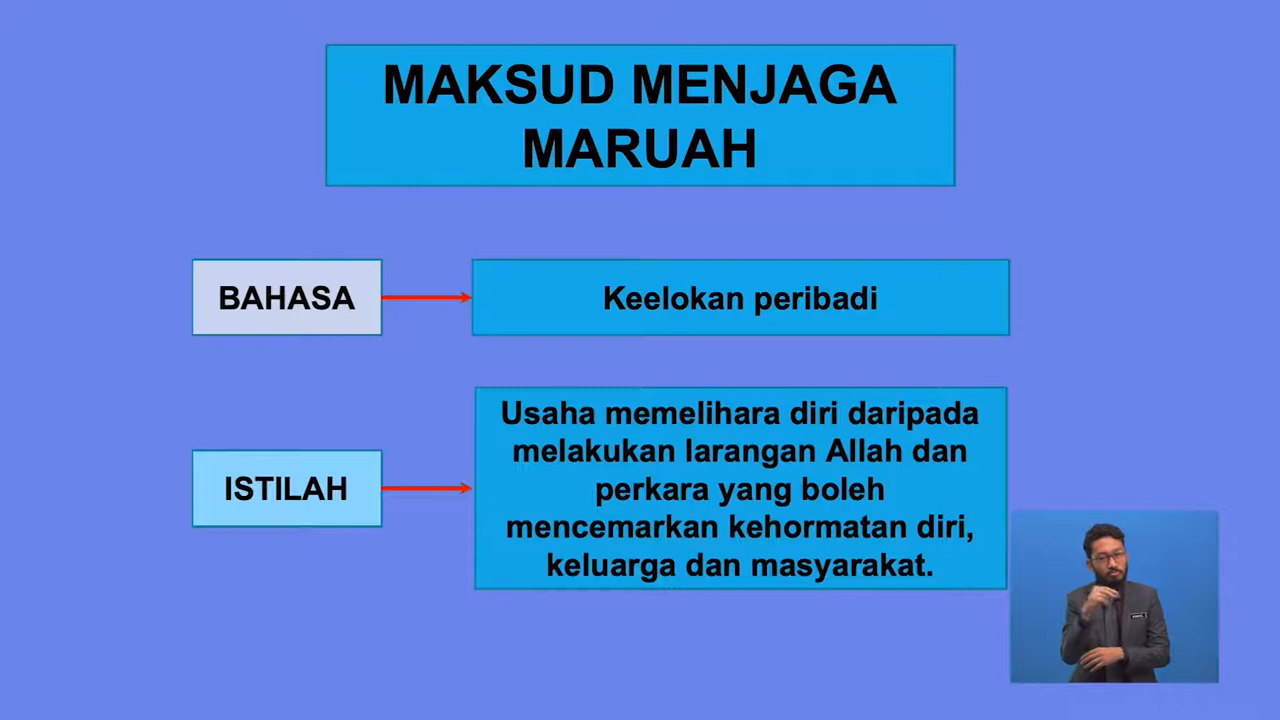 MAKSUD MENJAGA
MARUAH
BAHASA
Keelokan peribadi
ISTILAH
Usaha memelihara diri daripada
melakukan larangan Allah dan
perkara yang boleh
mencemarkan kehormatan diri,
keluarga dan masyarakat.